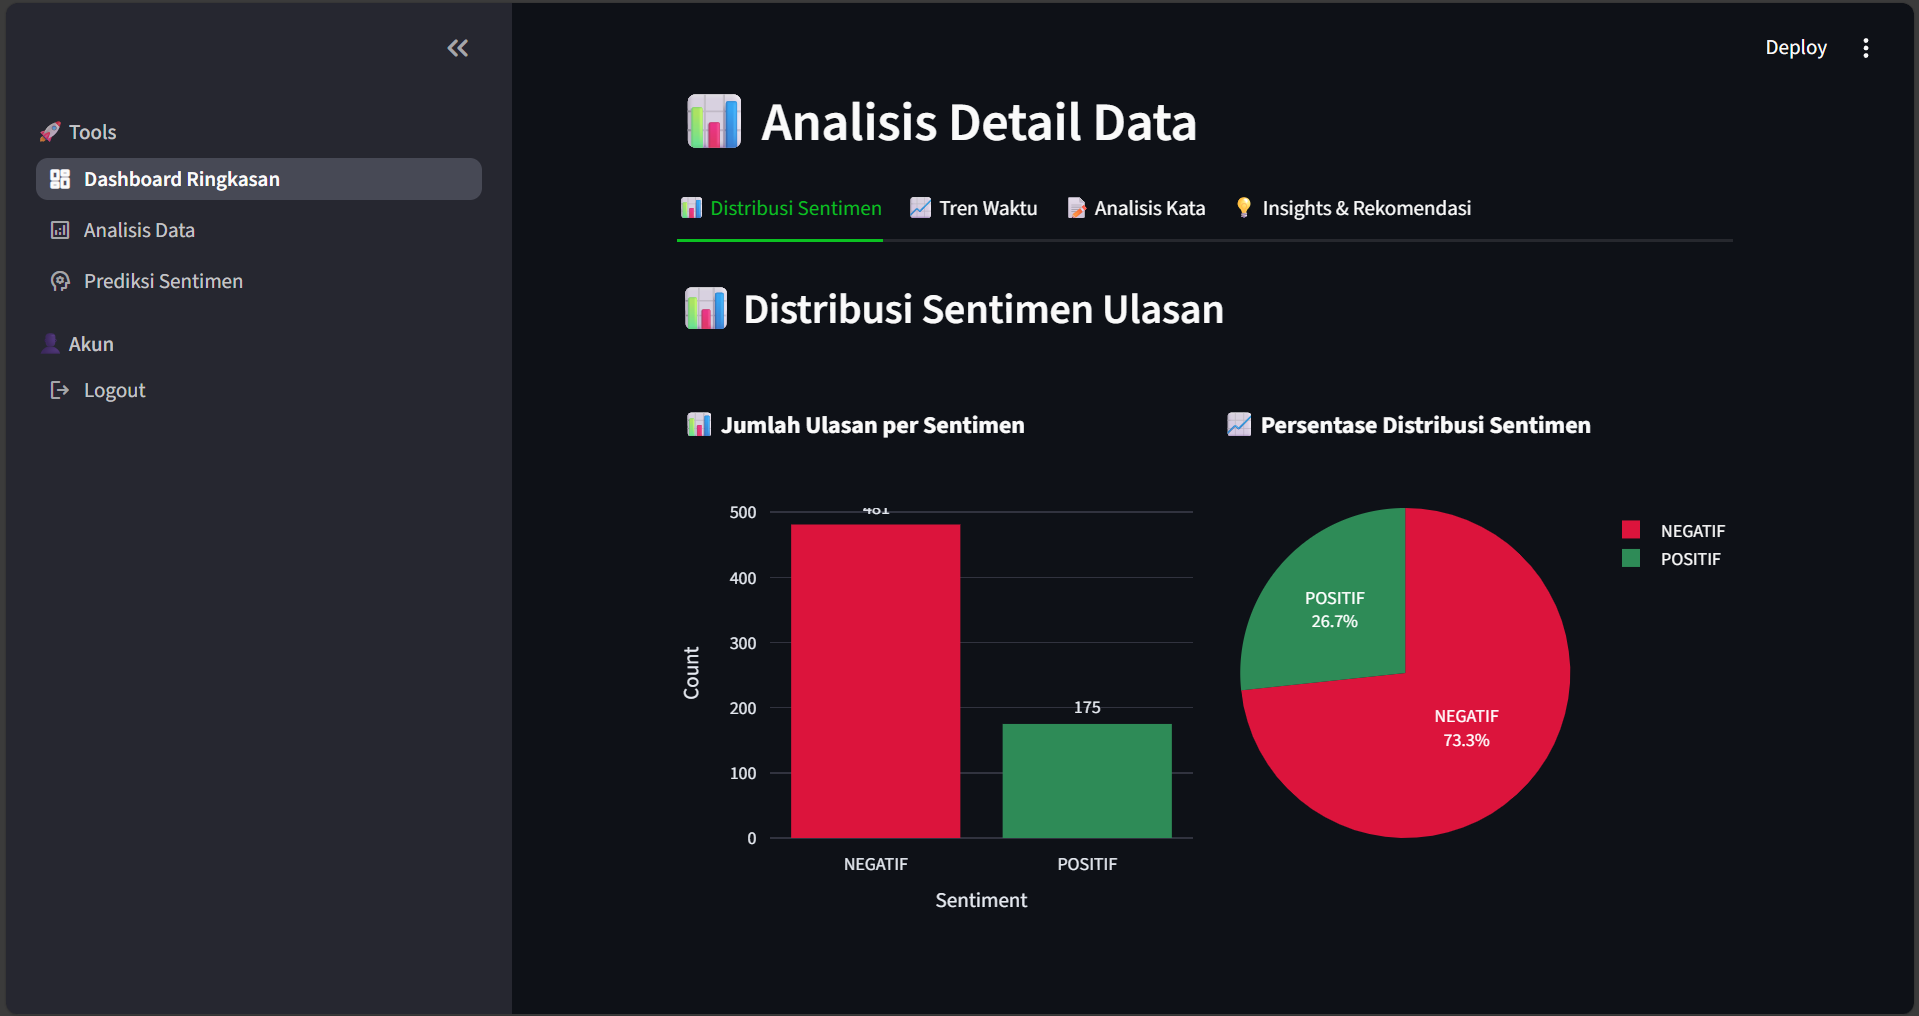 Deploy
Tools
Dashboard Ringkasan
Analisis Data
Prediksi Sentimen
Akun
Logout
Analisis Detail Data
Distribusi Sentimen
Tren Waktu
Analisis Kata
Insights & Rekomendasi
Distribusi Sentimen Ulasan
Jumlah Ulasan per Sentimen
500
400
300
200
100
0
Count
481
175
NEGATIF
POSITIF
Sentiment
Persentase Distribusi Sentimen
POSITIF
26.7%
NEGATIF
73.3%
NEGATIF
POSITIF